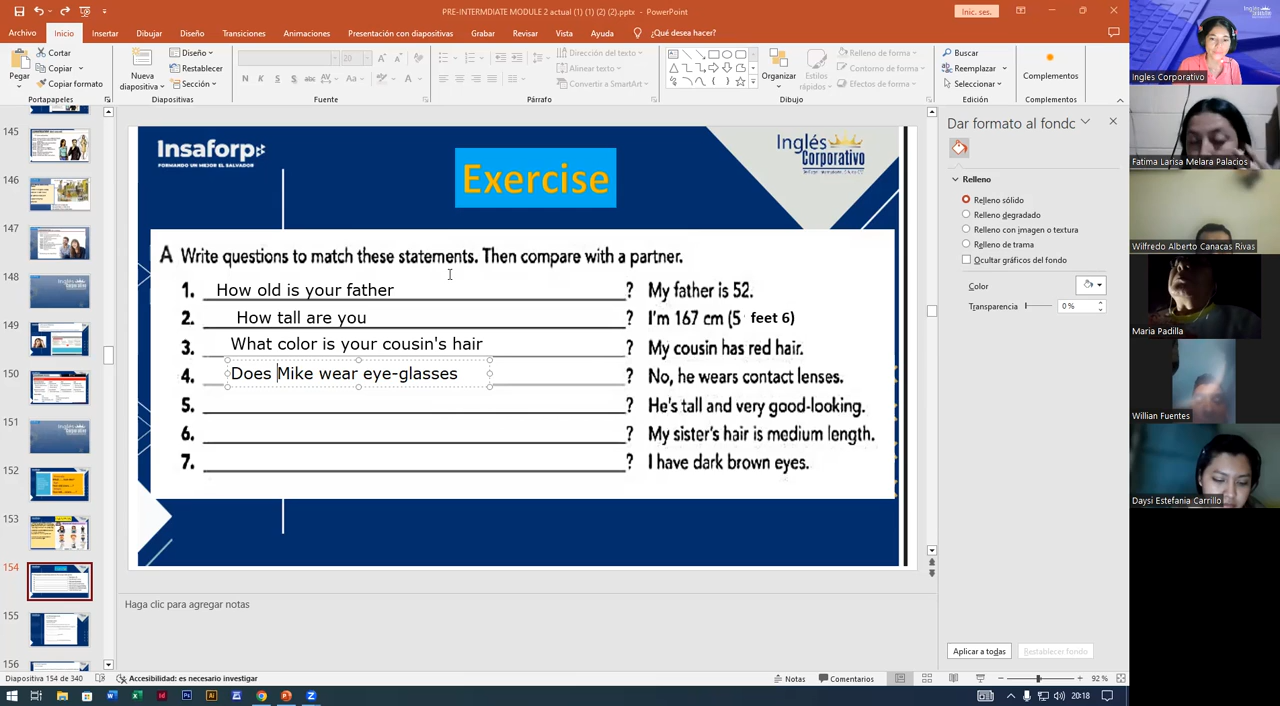 PRE-INTERMDIATE MODULE 2 actual (1) (1) (2) (2).pptx - PowerPoint
Inic. ses.
Archivo Inicio Insertar Dibujar Diseño Transiciones Animaciones Presentación con diapositivas Grabar Revisar Vista Ayuda ¿Qué desea hacer?
Pegar
Cortar
Copiar
Copiar formato
Portapapeles
Nueva diapositiva
Diseño
Restablecer
Sección
Diapositivas
20
N K S S abc AV Aa A
Fuente
Dirección del texto
Alinear texto
Convertir a SmartArt
Párrafo
Organizar
Estilos rápidos
Relleno de forma
Contorno de forma
Efectos de forma
Dibujo
Buscar
Reemplazar
Seleccionar
Edición
Complementos
Complementos
145
146
147
148
149
150
151
152
153
154
155
156
Insaforp
FORMANDO UN MEJOR EL SALVADOR
Exercise
Inglés
Corporativo
A Write questions to match these statements. Then compare with a partner.
1. How old is your father ? My father is 52.
2. How tall are you ? I'm 167 cm (5 feet 6)
3. What color is your cousin's hair ? My cousin has red hair.
4. Does Mike wear eye-glasses ? No, he wears contact lenses.
5. ? He's tall and very good-looking.
6. ? My sister's hair is medium length.
7. ? I have dark brown eyes.
Haga clic para agregar notas
Dar formato al fondo
Relleno
Relleno sólido
Relleno degradado
Relleno con imagen o textura
Relleno de trama
Ocultar gráficos del fondo
Color
Transparencia 0 %
Aplicar a todas Restablecer fondo
Diapositiva 154 de 340 Accesibilidad: es necesario investigar Notas Comentarios 92 %
20:18
Ingles Corporativo
Fatima Larisa Melara Palacios
Wilfredo Alberto Canacas Rivas
Maria Padilla
Willian Fuentes
Daysi Estefania Carrillo